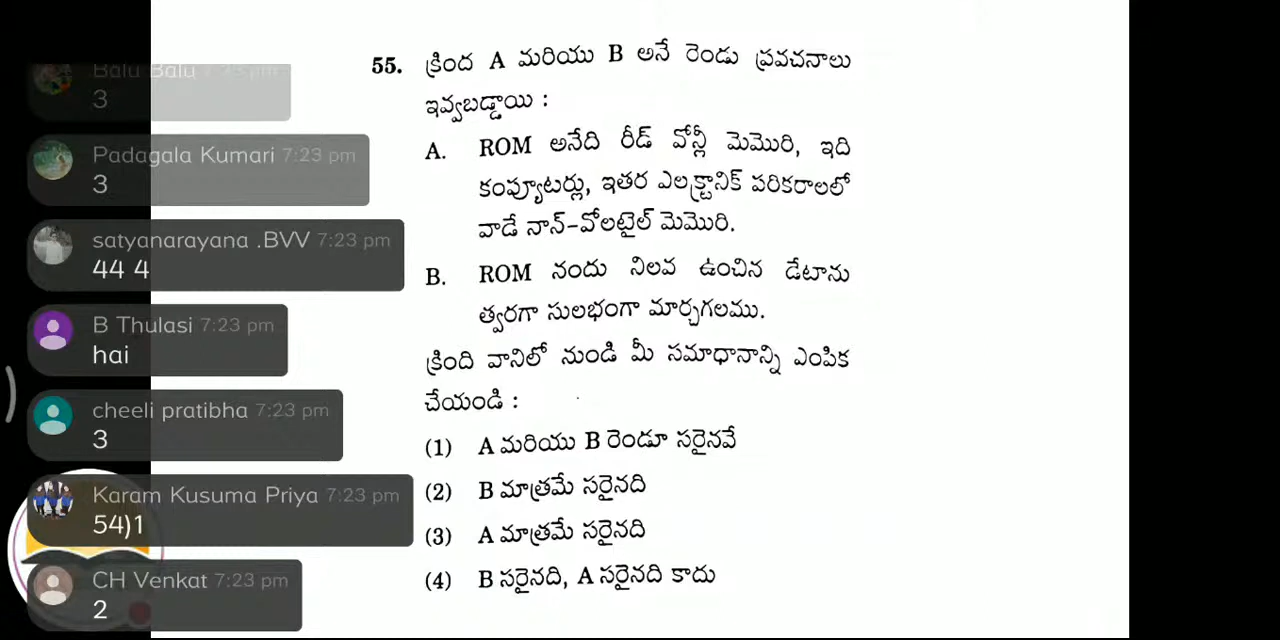 Balu Balu 7:23 pm
3
Padagala Kumari 7:23 pm
3
satyanarayana .BVV 7:23 pm
44 4
B Thulasi 7:23 pm
hai
cheeli pratibha 7:23 pm
3
Karam Kusuma Priya 7:23 pm
54)1
CH Venkat 7:23 pm
2
55. క్రింద A మరియు B అనే రెండు ప్రవచనాలు
ఇవ్వబడ్డాయి :
A. ROM అనేది రీడ్ వోన్లీ మెమొరి, ఇది
కంప్యూటర్లు, ఇతర ఎలక్ట్రానిక్ పరికరాలలో
వాడే నాన్-వోలటైల్ మెమొరి.
B. ROM నందు నిలవ ఉంచిన డేటాను
త్వరగా సులభంగా మార్చగలము.
క్రింది వానిలో నుండి మీ సమాధానాన్ని ఎంపిక
చేయండి :
(1) A మరియు B రెండూ సరైనవే
(2) B మాత్రమే సరైనది
(3) A మాత్రమే సరైనది
(4) B సరైనది, A సరైనది కాదు